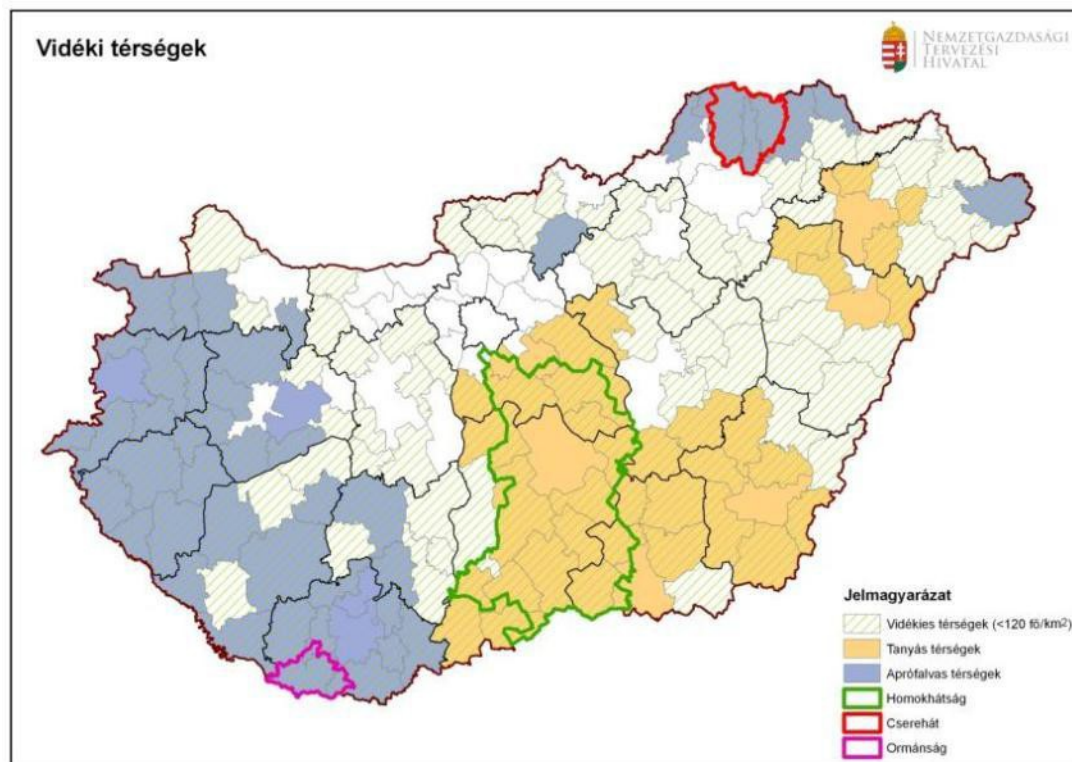 Vidéki térségek
NEMZETGAZDASÁGI
TERVEZÉSI
HIVATAL
Jelmagyarázat
Vidékies térségek (<120 fő/km2)
Tanyás térségek
Aprófalvas térségek
Homokhátság
Cserehát
Ormánság